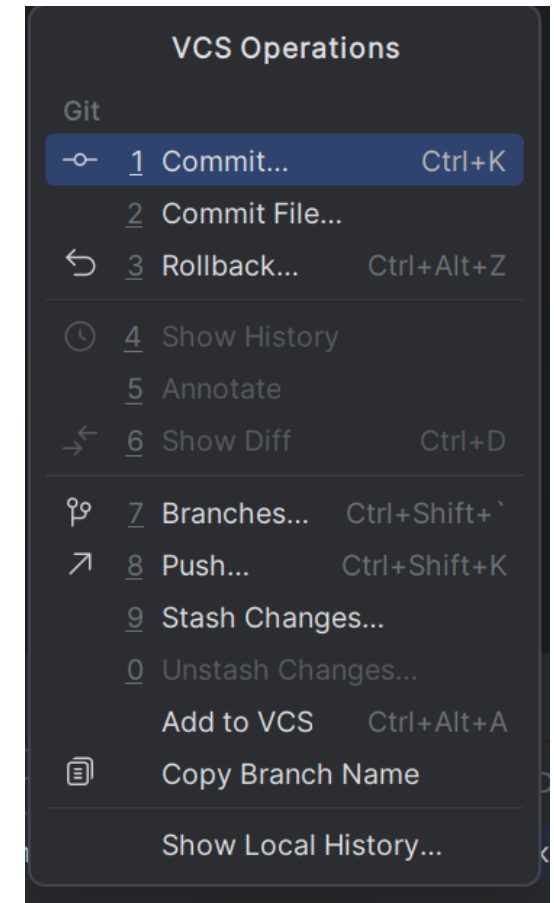 VCS Operations
Git
1 Commit... Ctrl+K
2 Commit File...
3 Rollback... Ctrl+Alt+Z
4 Show History
5 Annotate
6 Show Diff Ctrl+D
7 Branches... Ctrl+Shift+`
8 Push... Ctrl+Shift+K
9 Stash Changes...
0 Unstash Changes...
Add to VCS Ctrl+Alt+A
Copy Branch Name
Show Local History...